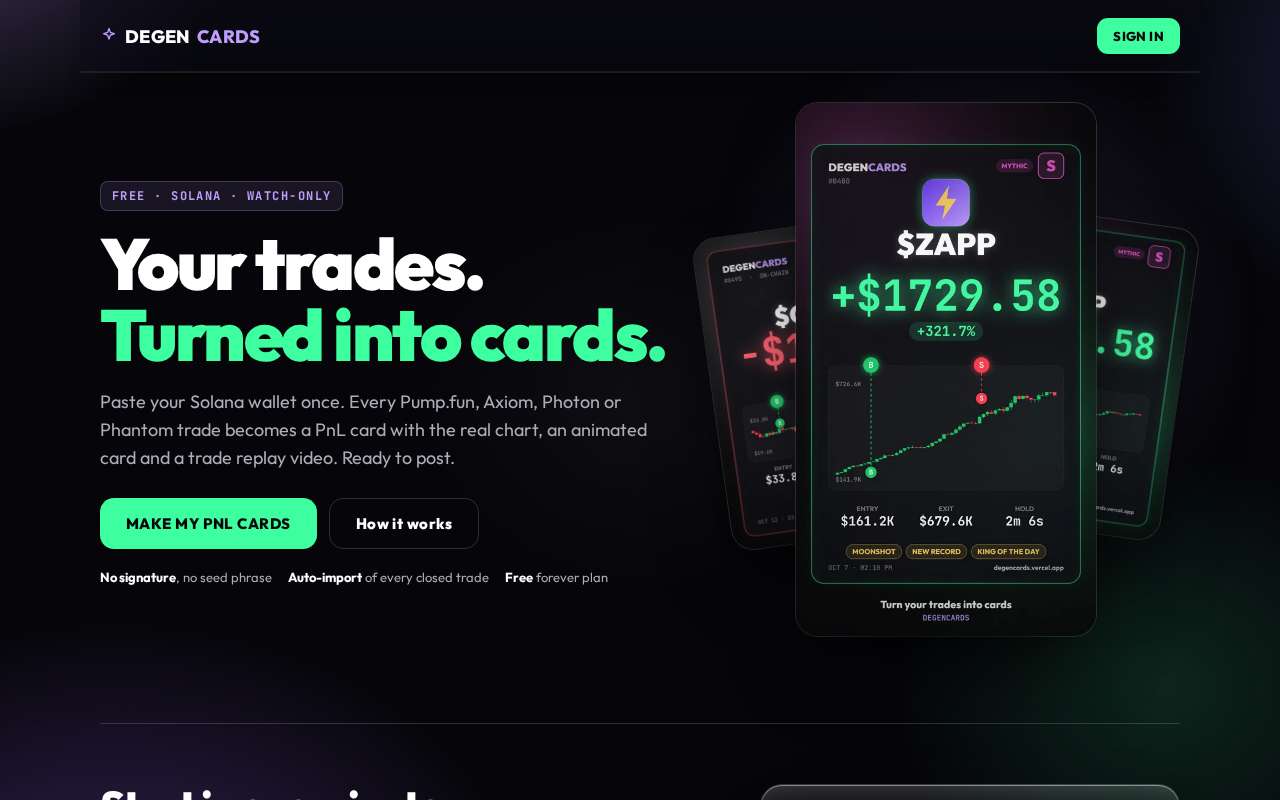 DEGEN CARDS
SIGN IN
FREE · SOLANA · WATCH-ONLY
Your trades.
Turned into cards.
Paste your Solana wallet once. Every Pump.fun, Axiom, Photon or
Phantom trade becomes a PnL card with the real chart, an animated
card and a trade replay video. Ready to post.
MAKE MY PNL CARDS
How it works
No signature, no seed phrase
Auto-import of every closed trade
Free forever plan
DEGENCARDS
#0495 · ON-CHAIN
-$1
ENTRY
$33.8
DEGENCARDS
#0480
MYTHIC
S
$ZAPP
+$1729.58
+321.7%
B
S
$726.6K
S
B
$141.9K
ENTRY
EXIT
HOLD
$161.2K
$679.6K
2m 6s
MOONSHOT
NEW RECORD
KING OF THE DAY
OCT 7 · 02:10 PM
degencards.vercel.app
Turn your trades into cards
DEGENCARDS
MYTHIC
S
.58
HOLD
2m 6s